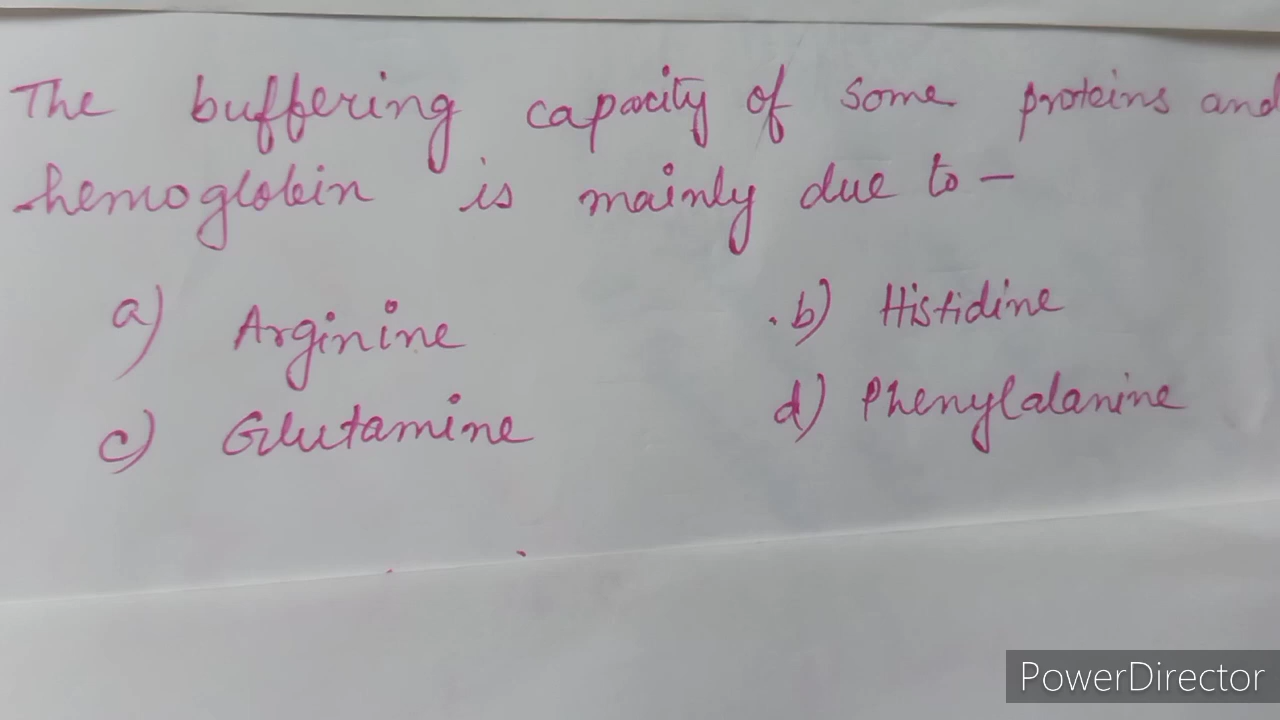 The buffering capacity of some proteins and
hemoglobin is mainly due to –
a) Arginine
b) Histidine
c) Glutamine
d) Phenylalanine
PowerDirector